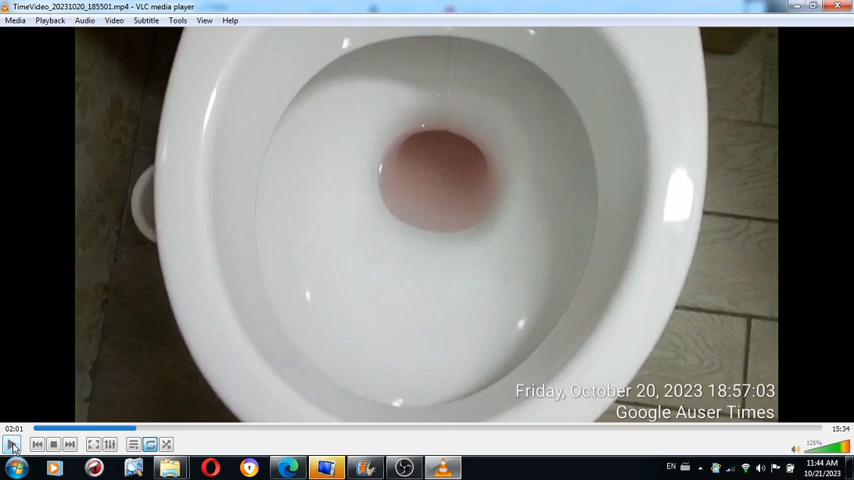 TimeVideo_20231020_185501.mp4 - VLC media player
Media Playback Audio Video Subtitle Tools View Help
Friday, October 20, 2023 18:57:03
Google Auser Times
02:01
15:34
125%
EN
11:44 AM
10/21/2023